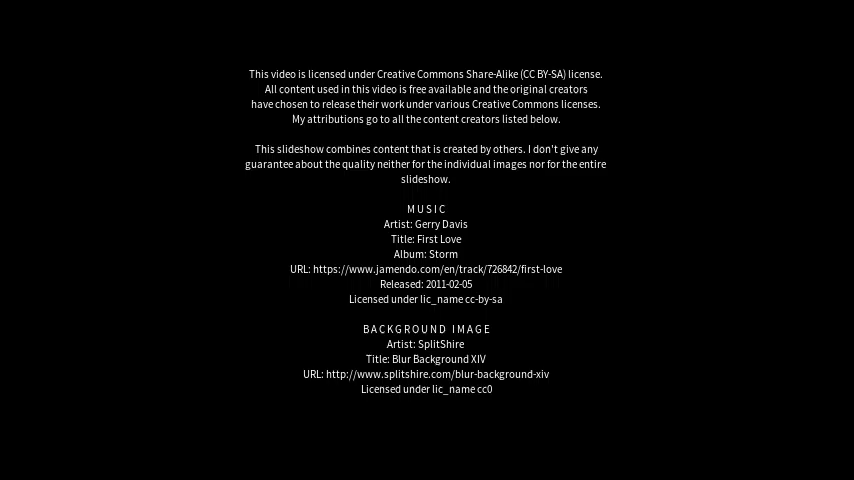 This video is licensed under Creative Commons Share-Alike (CC BY-SA) license.
All content used in this video is free available and the original creators
have chosen to release their work under various Creative Commons licenses.
My attributions go to all the content creators listed below.
This slideshow combines content that is created by others. I don't give any
guarantee about the quality neither for the individual images nor for the entire
slideshow.
MUSIC
Artist: Gerry Davis
Title: First Love
Album: Storm
URL: https://www.jamendo.com/en/track/726842/first-love
Released: 2011-02-05
Licensed under lic_name cc-by-sa
BACKGROUND IMAGE
Artist: SplitShire
Title: Blur Background XIV
URL: http://www.splitshire.com/blur-background-xiv
Licensed under lic_name cc0